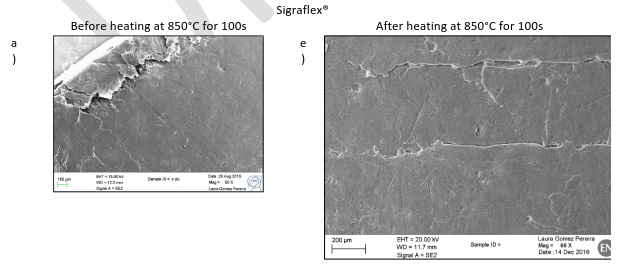 Sigraflex®
Before heating at 850°C for 100s
After heating at 850°C for 100s
a
)
e
)
100 µm
EHT = 15.00 kV
WD = 12.2 mm
Signal A = SE2
Sample ID =
Date :29 Aug 2016
Mag = 50 X
Laura Gomez Pereira
200 µm
EHT = 20.00 kV
WD = 11.7 mm
Signal A = SE2
Sample ID =
Laura Gomez Pereira
Mag = 66 X
Date :14 Dec 2016
EN